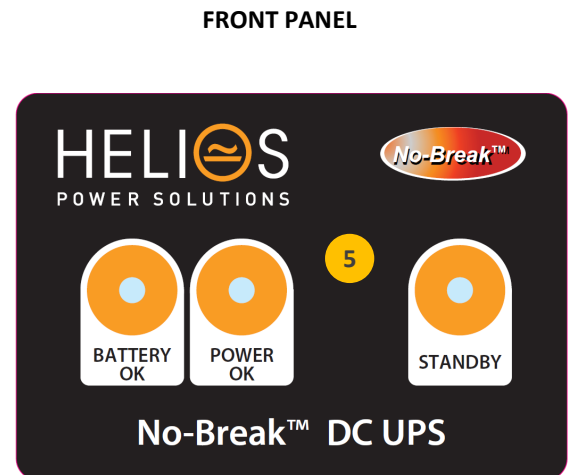 FRONT PANEL
HELIOS
POWER SOLUTIONS
No-Break™
5
BATTERY
OK
POWER
OK
STANDBY
No-Break™ DC UPS